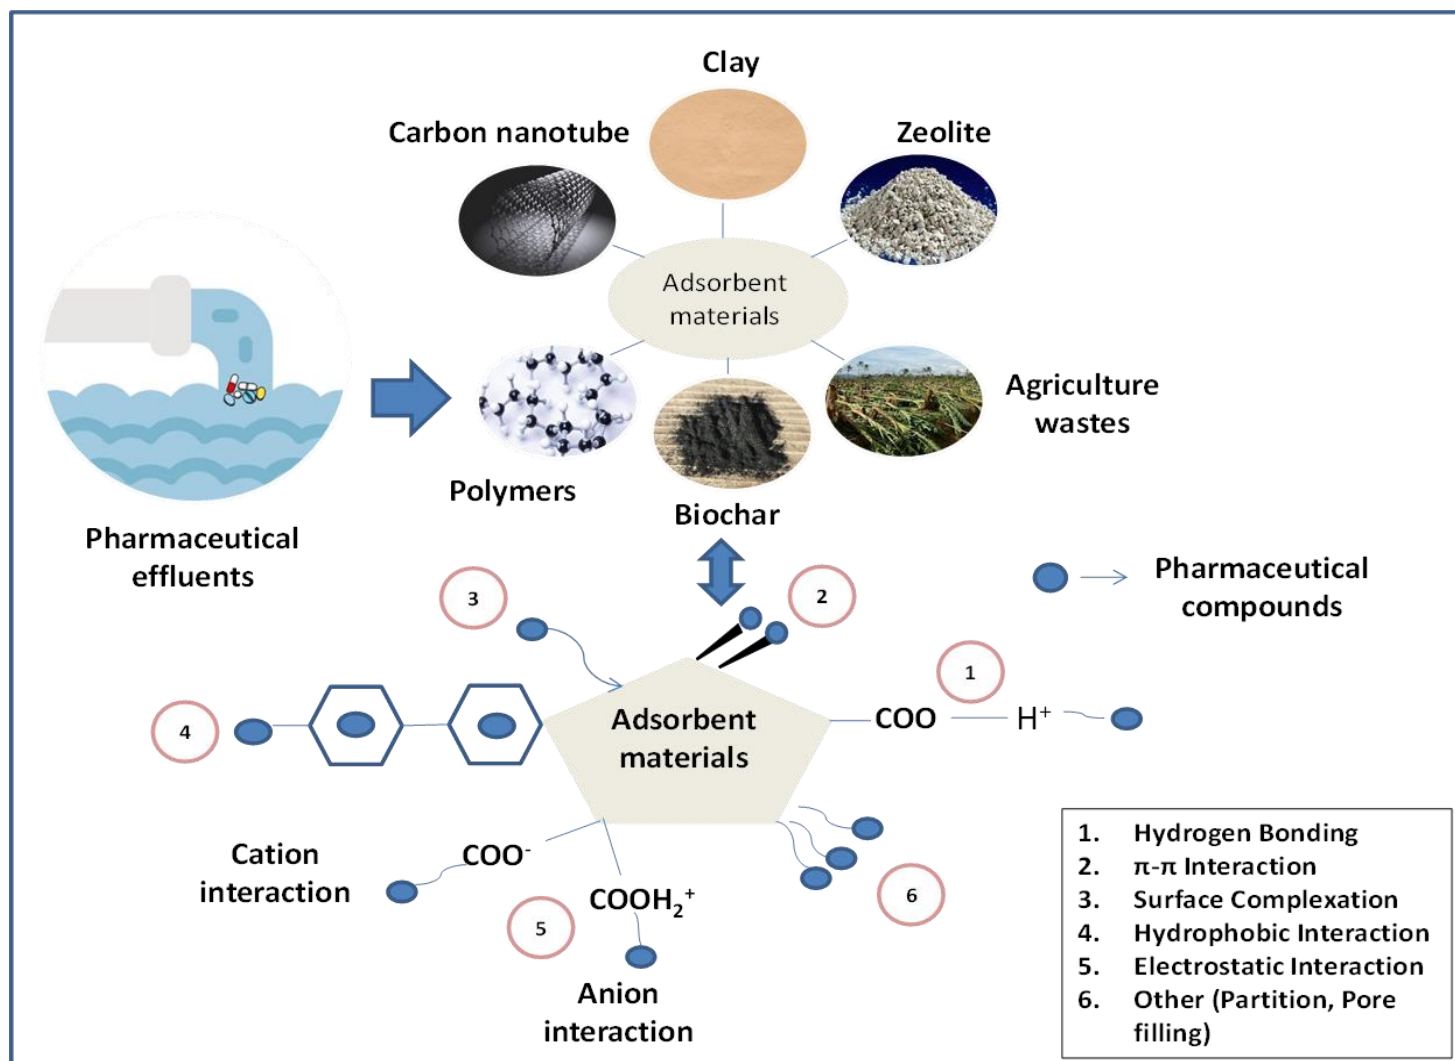 Clay
Carbon nanotube
Zeolite
Adsorbent
materials
Agriculture
wastes
Polymers
Biochar
Pharmaceutical
effluents
3
2
Pharmaceutical
compounds
1
4
Adsorbent
materials
COO
H⁺
Cation
interaction
COO⁻
COOH₂⁺
5
6
Anion
interaction
1. Hydrogen Bonding
2. π-π Interaction
3. Surface Complexation
4. Hydrophobic Interaction
5. Electrostatic Interaction
6. Other (Partition, Pore
filling)